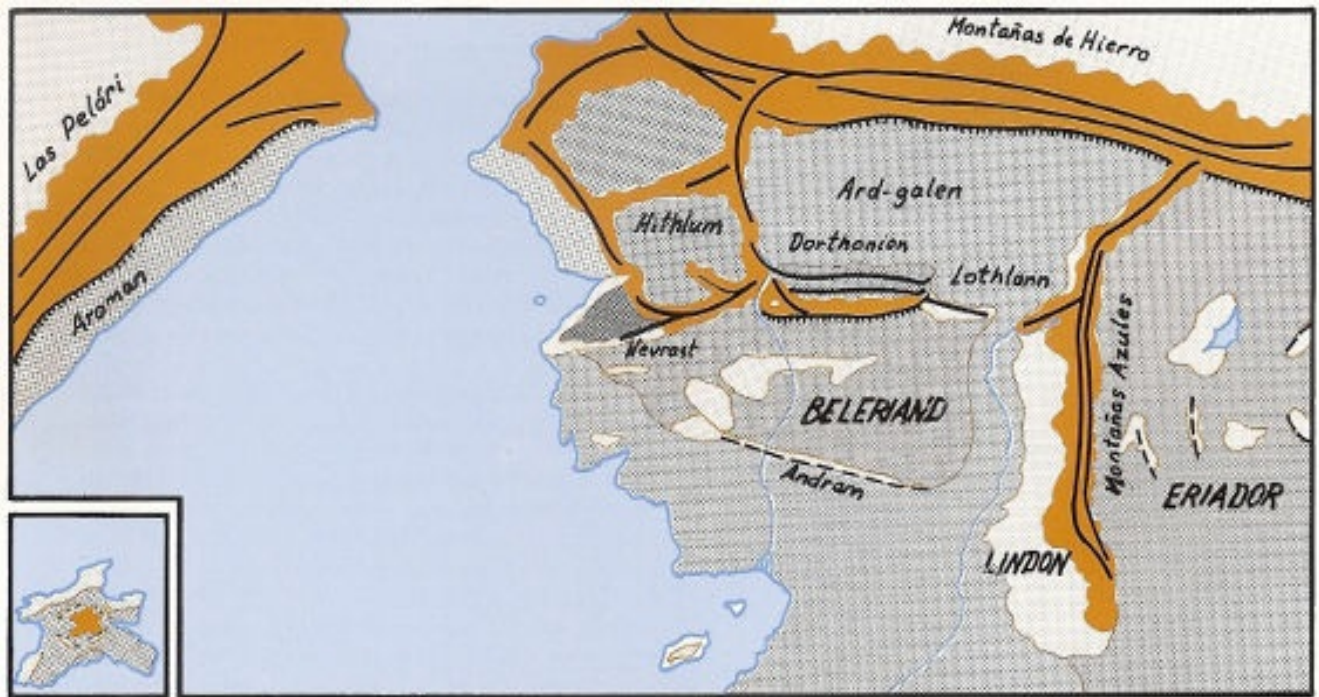 Las Pelóri
Montañas de Hierro
Ard-galen
Hithlum
Dorthonion
Lothlann
Aroman
Nevrast
BELERIAND
Montañas Azules
Andram
ERIADOR
LINDON